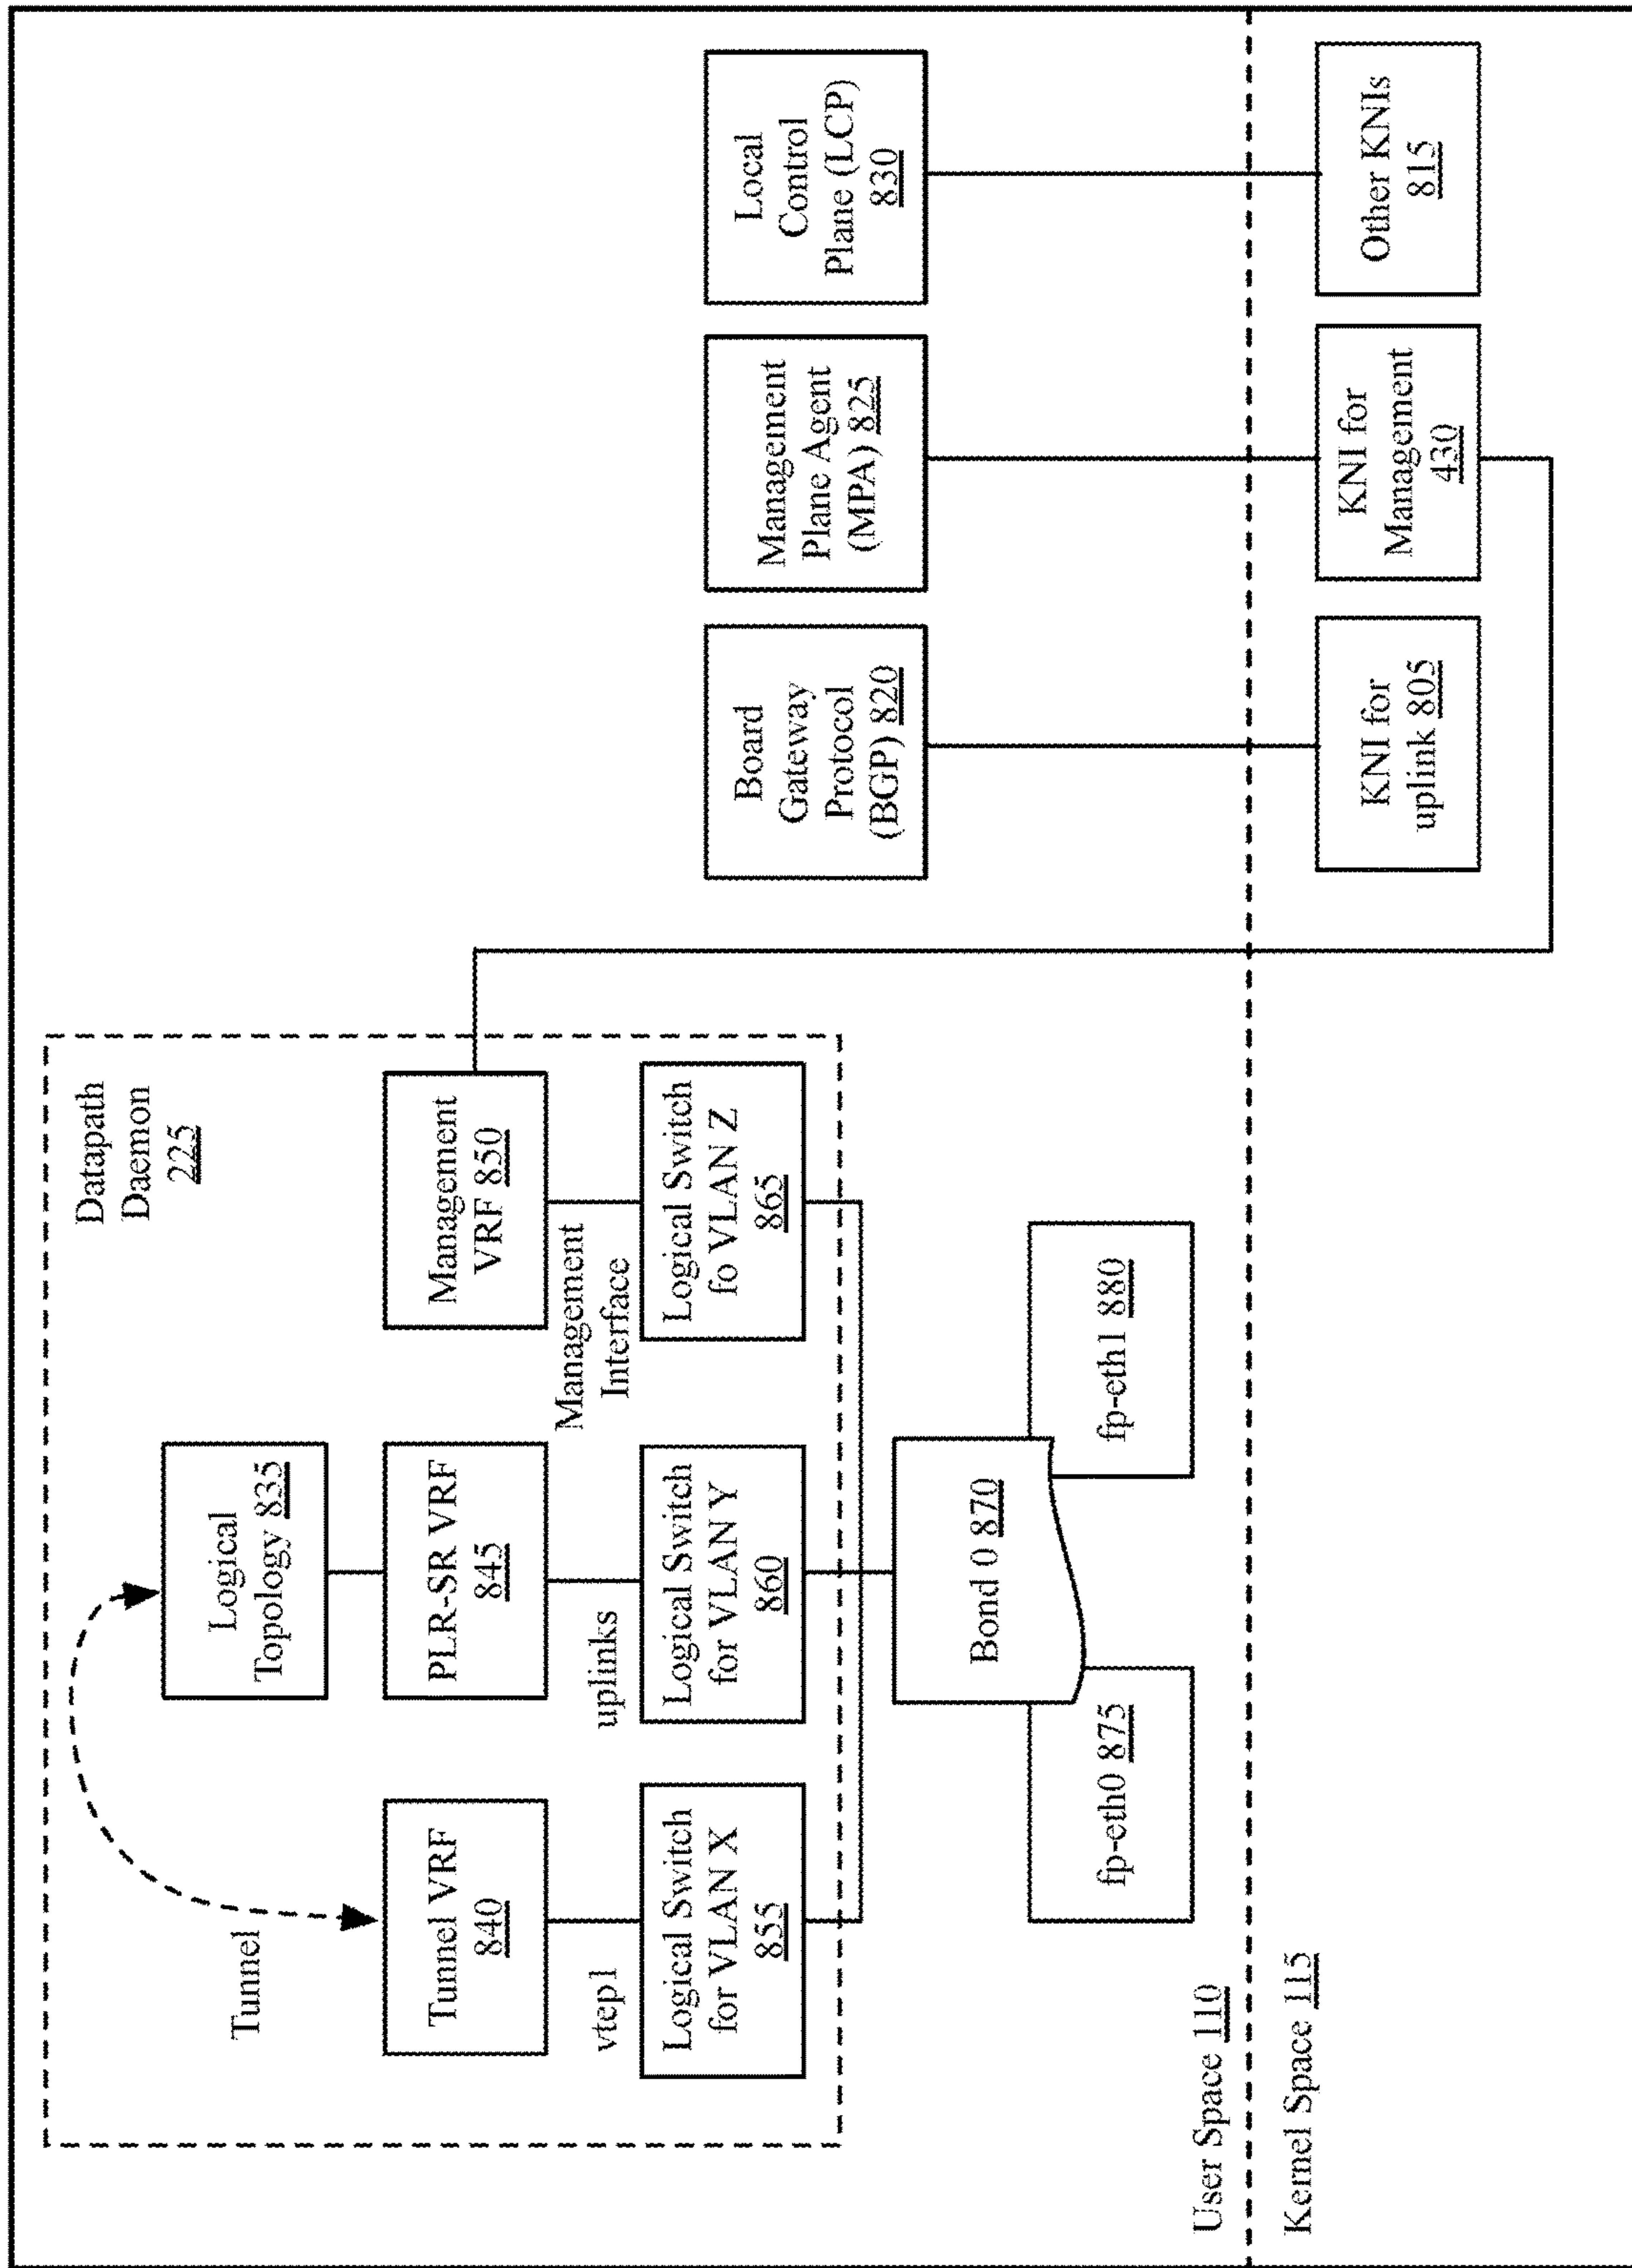 Datapath
Daemon
225
Tunnel
Logical
Topology 835
Tunnel VRF
840
PLR-SR VRF
845
Management
VRF 850
vtep1
uplinks
Management
Interface
Logical Switch
for VLAN X
855
Logical Switch
for VLAN Y
860
Logical Switch
fo VLAN Z
865
Board
Gateway
Protocol
(BGP) 820
Management
Plane Agent
(MPA) 825
Local
Control
Plane (LCP)
830
Bond 0 870
fp-eth0 875
fp-eth1 880
User Space 110
Kernel Space 115
KNI for
uplink 805
KNI for
Management
430
Other KNIs
815